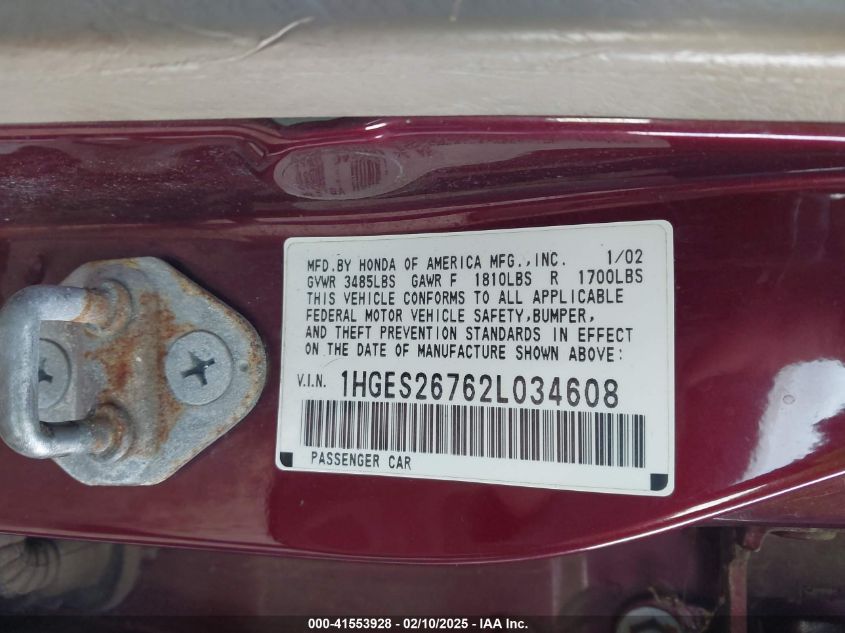 MFD.BY HONDA OF AMERICA MFG.,INC. 1/02
GVWR 3485LBS GAWR F 1810LBS R 1700LBS
THIS VEHICLE CONFORMS TO ALL APPLICABLE
FEDERAL MOTOR VEHICLE SAFETY,BUMPER,
AND THEFT PREVENTION STANDARDS IN EFFECT
ON THE DATE OF MANUFACTURE SHOWN ABOVE:
V.I.N. 1HGES26762L034608
PASSENGER CAR
000-41553928 - 02/10/2025 - IAA Inc.